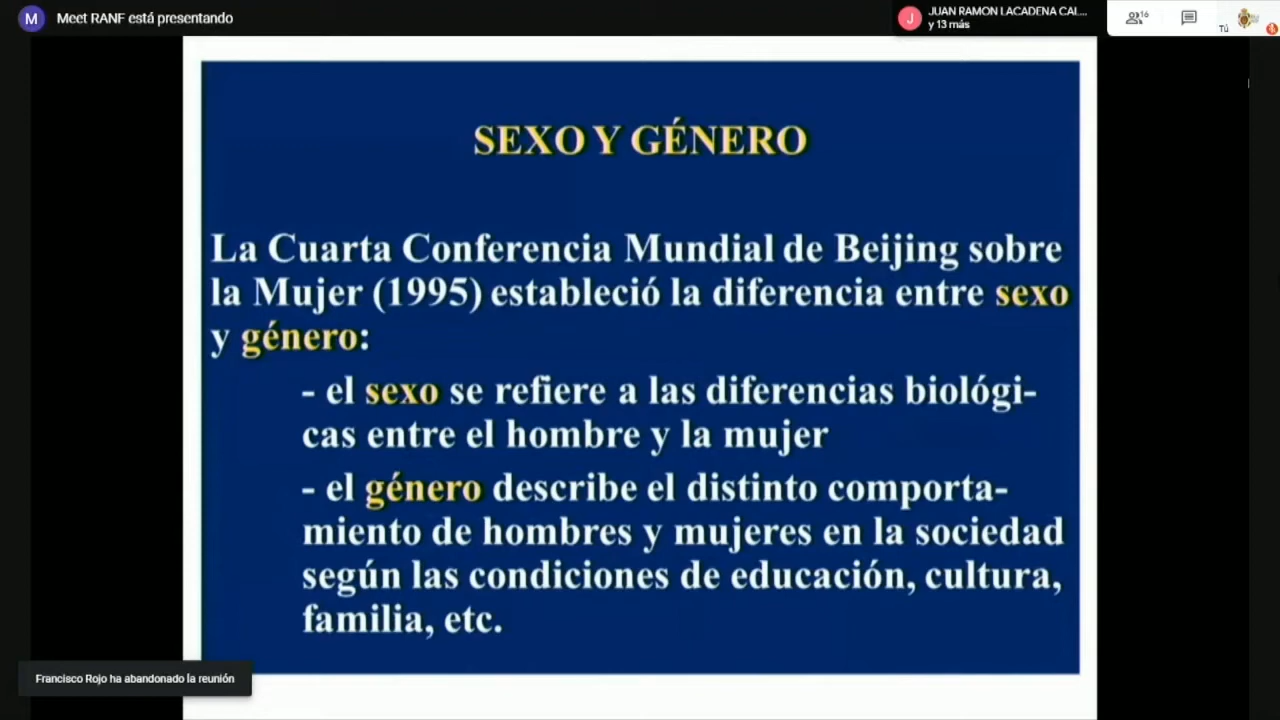 M Meet RANF está presentando
J JUAN RAMON LACADENA CAL...
y 13 más
16
Tú
SEXO Y GÉNERO
La Cuarta Conferencia Mundial de Beijing sobre
la Mujer (1995) estableció la diferencia entre sexo
y género:
- el sexo se refiere a las diferencias biológi-
cas entre el hombre y la mujer
- el género describe el distinto comporta-
miento de hombres y mujeres en la sociedad
según las condiciones de educación, cultura,
familia, etc.
Francisco Rojo ha abandonado la reunión